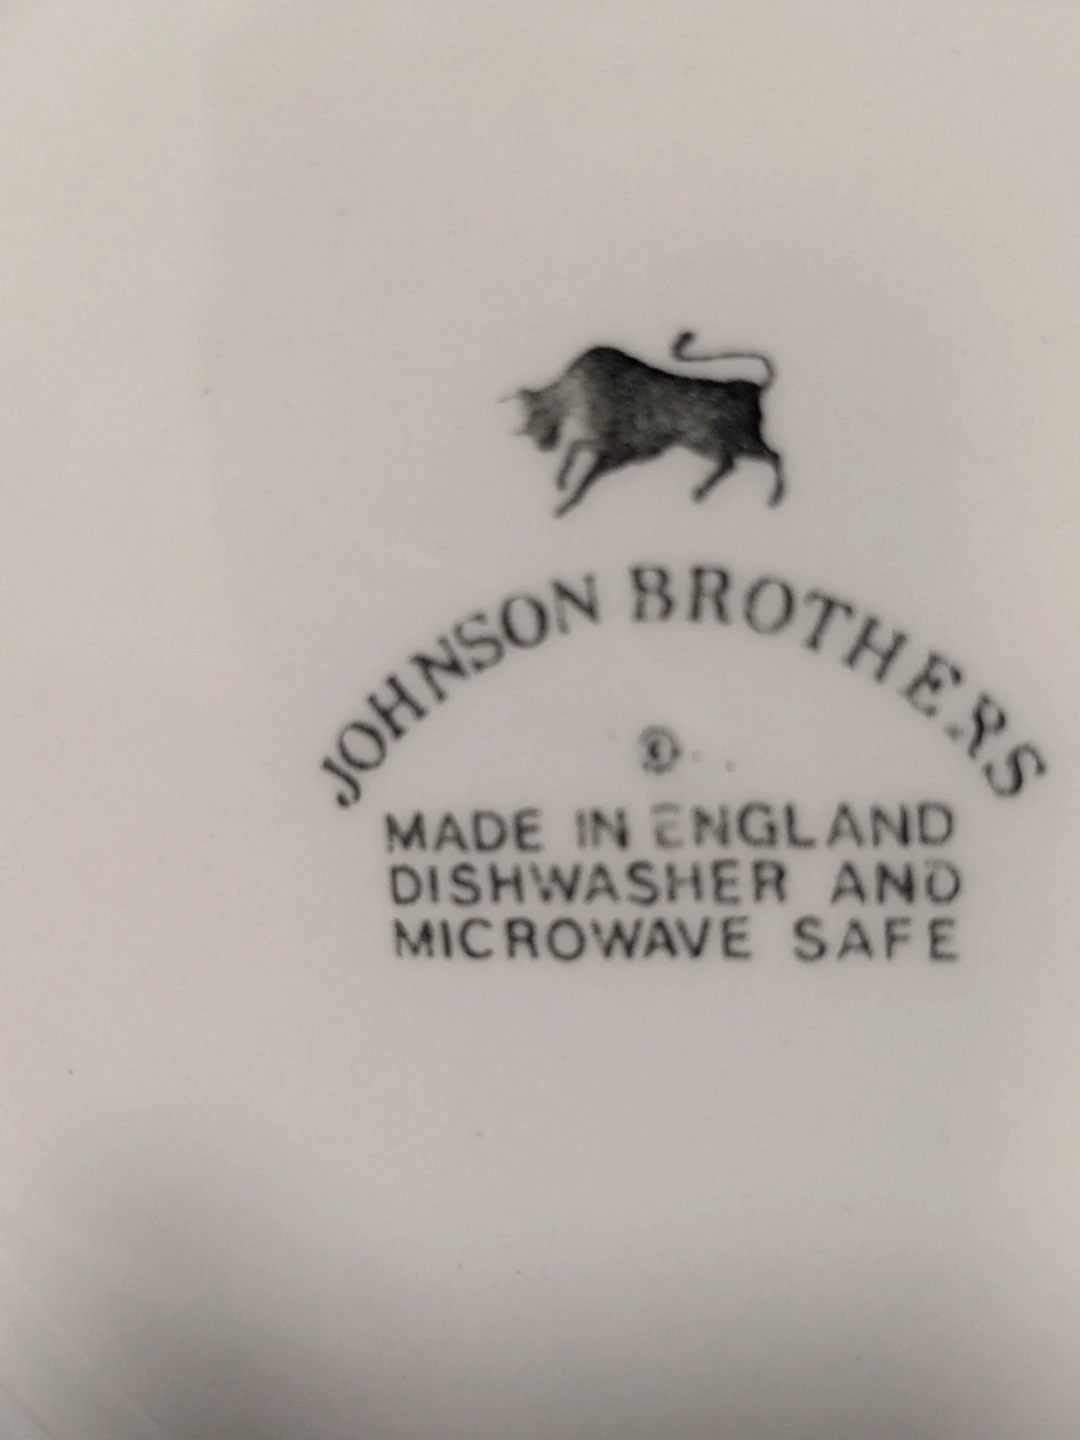 JOHNSON BROTHERS
©
MADE IN ENGLAND
DISHWASHER AND
MICROWAVE SAFE